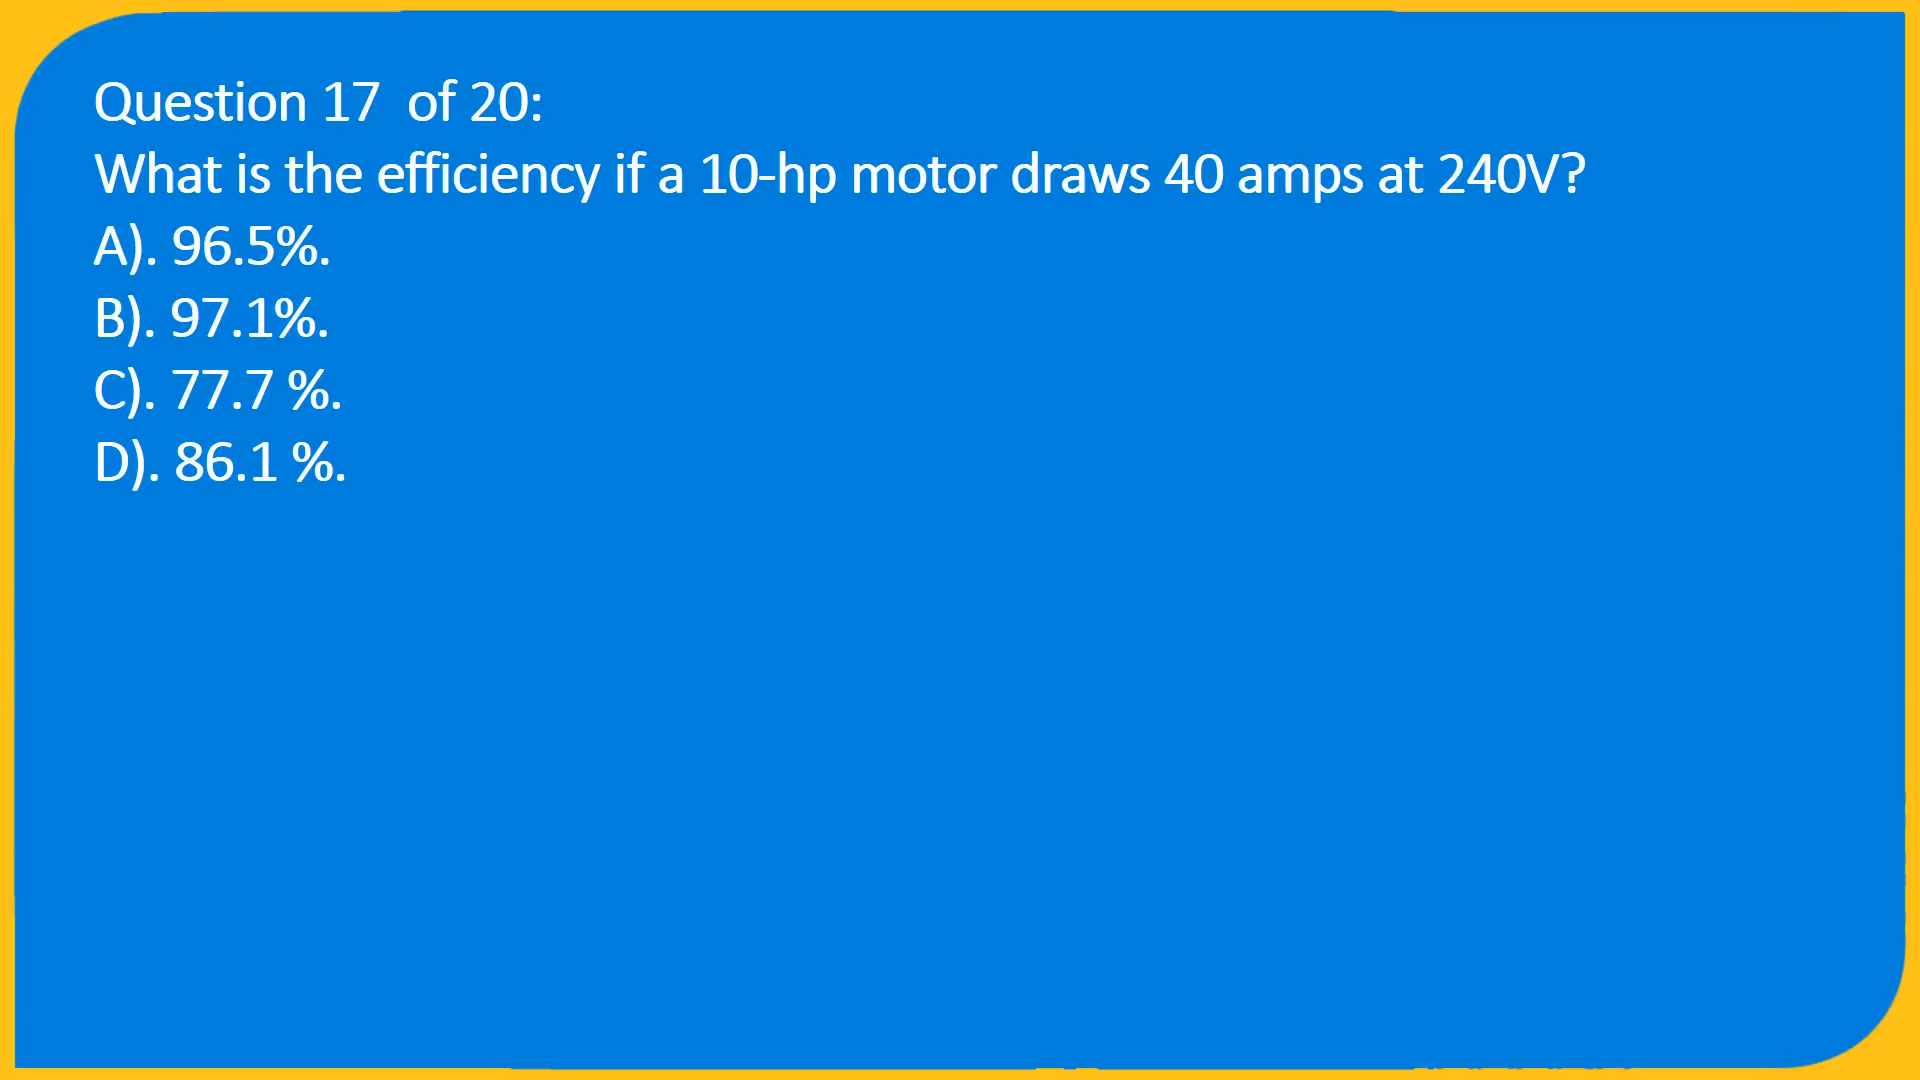 Question 17  of 20:
What is the efficiency if a 10-hp motor draws 40 amps at 240V?
A). 96.5%.
B). 97.1%.
C). 77.7 %.
D). 86.1 %.